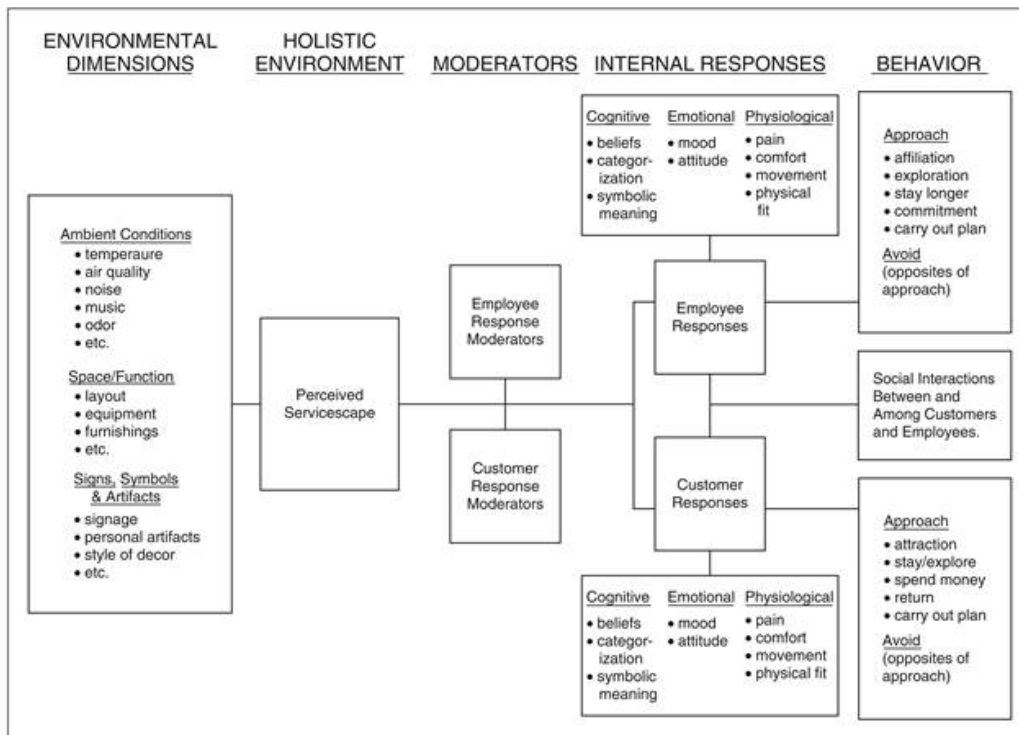 ENVIRONMENTAL
DIMENSIONS
HOLISTIC
ENVIRONMENT
MODERATORS
INTERNAL RESPONSES
BEHAVIOR
Ambient Conditions
• temperaure
• air quality
• noise
• music
• odor
• etc.
Space/Function
• layout
• equipment
• furnishings
• etc.
Signs, Symbols
& Artifacts
• signage
• personal artifacts
• style of decor
• etc.
Perceived
Servicescape
Employee
Response
Moderators
Customer
Response
Moderators
Cognitive
• beliefs
• categor-
ization
• symbolic
meaning
Emotional
• mood
• attitude
Physiological
• pain
• comfort
• movement
• physical
fit
Employee
Responses
Customer
Responses
Cognitive
• beliefs
• categor-
ization
• symbolic
meaning
Emotional
• mood
• attitude
Physiological
• pain
• comfort
• movement
• physical fit
Approach
• affiliation
• exploration
• stay longer
• commitment
• carry out plan
Avoid
(opposites of
approach)
Social Interactions
Between and
Among Customers
and Employees.
Approach
• attraction
• stay/explore
• spend money
• return
• carry out plan
Avoid
(opposites of
approach)